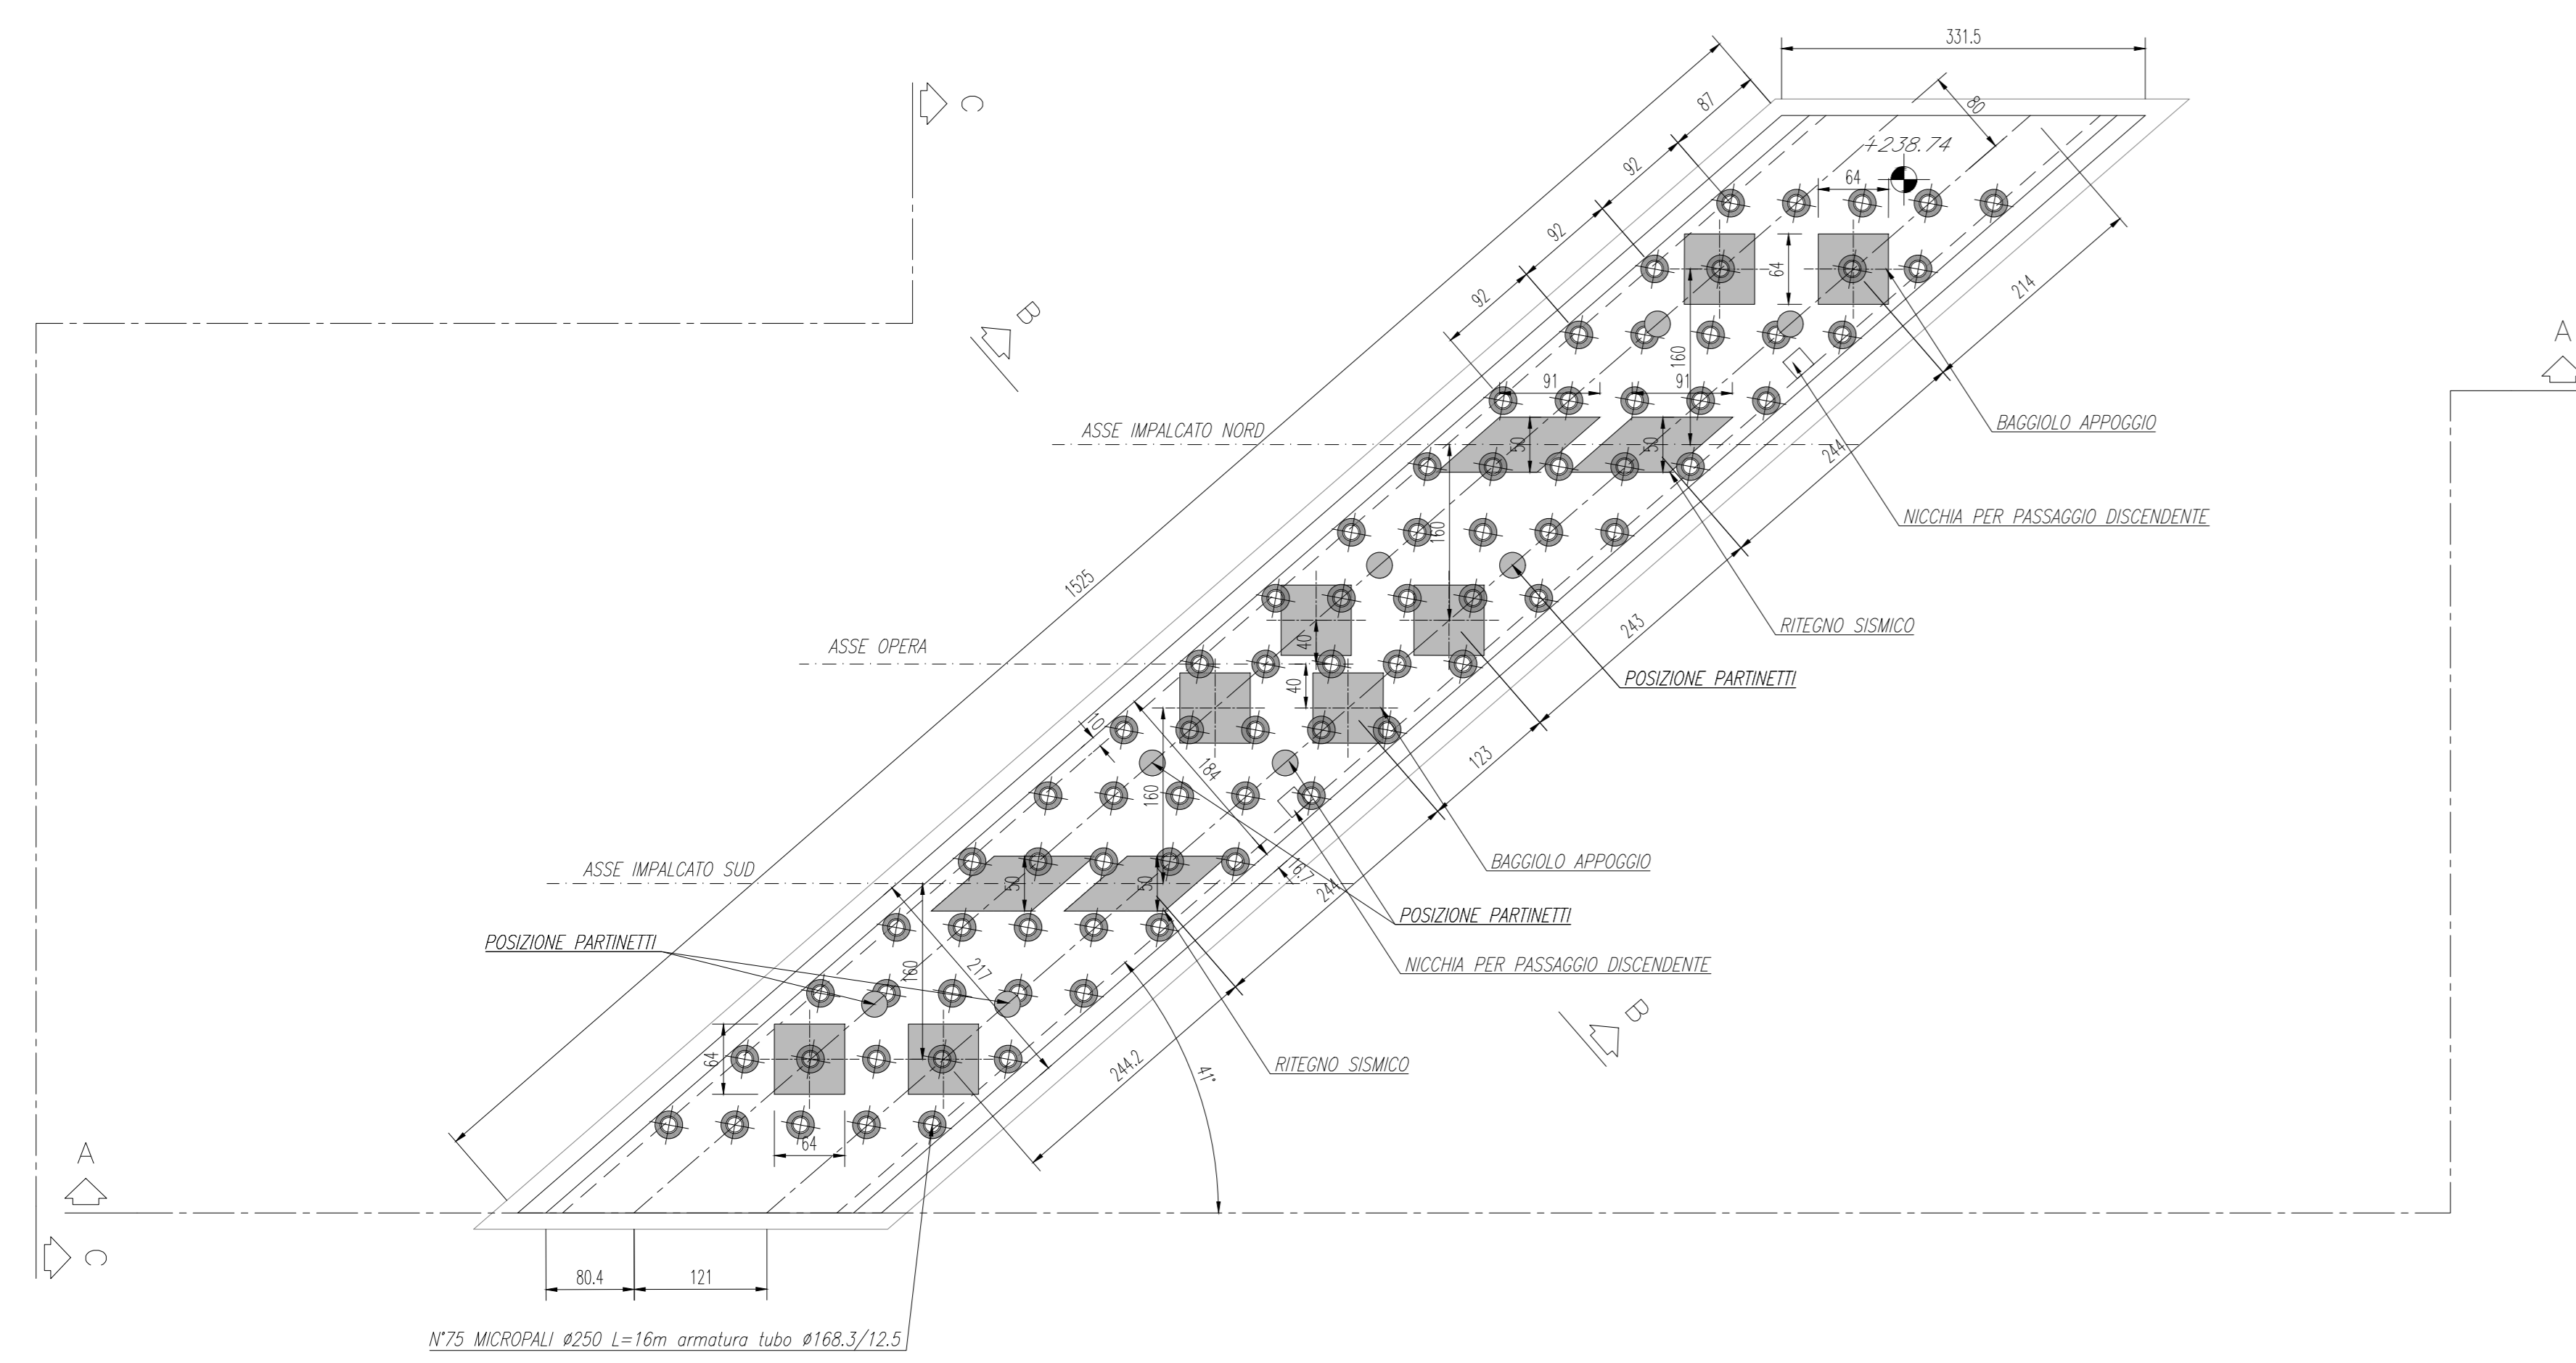 331.5
C
87
80
92
+238.74
64
92
64
92
214
B
A
160
91
91
BAGGIOLO APPOGGIO
ASSE IMPALCATO NORD
50
50
244
NICCHIA PER PASSAGGIO DISCENDENTE
160
1525
243
RITEGNO SISMICO
ASSE OPERA
40
40
POSIZIONE PARTINETTI
10
184
123
160
BAGGIOLO APPOGGIO
ASSE IMPALCATO SUD
50
50
16.7
244
POSIZIONE PARTINETTI
POSIZIONE PARTINETTI
160
217
NICCHIA PER PASSAGGIO DISCENDENTE
B
64
244.2
41°
RITEGNO SISMICO
A
64
C
80.4
121
N°75 MICROPALI ø250 L=16m armatura tubo ø168.3/12.5